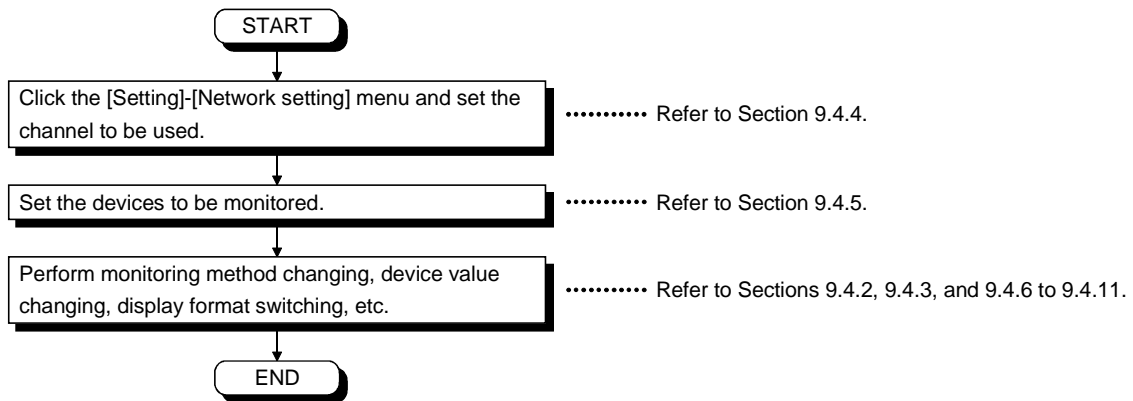 START
Click the [Setting]-[Network setting] menu and set the
channel to be used.
Refer to Section 9.4.4.
Set the devices to be monitored.
Refer to Section 9.4.5.
Perform monitoring method changing, device value
changing, display format switching, etc.
Refer to Sections 9.4.2, 9.4.3, and 9.4.6 to 9.4.11.
END